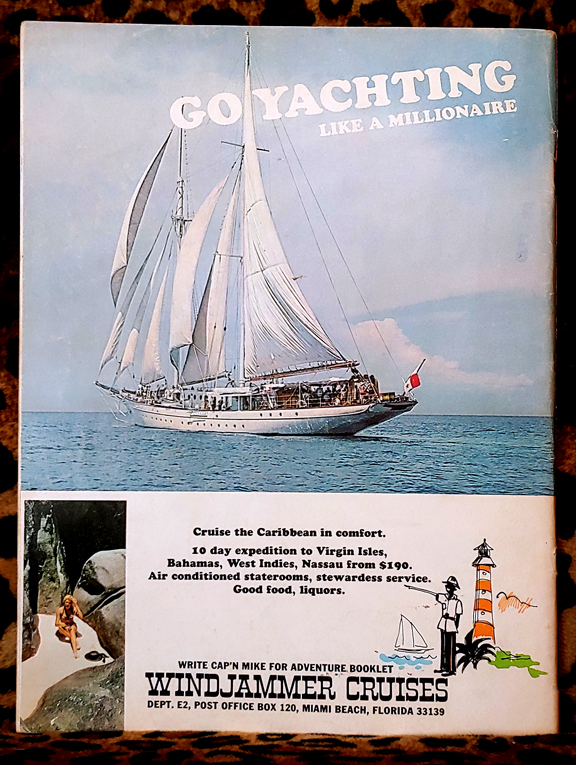 GO YACHTING
LIKE A MILLIONAIRE
Cruise the Caribbean in comfort.
10 day expedition to Virgin Isles,
Bahamas, West Indies, Nassau from $190.
Air conditioned staterooms, stewardess service.
Good food, liquors.
WRITE CAP'N MIKE FOR ADVENTURE BOOKLET
WINDJAMMER CRUISES
DEPT. E2, POST OFFICE BOX 120, MIAMI BEACH, FLORIDA 33139